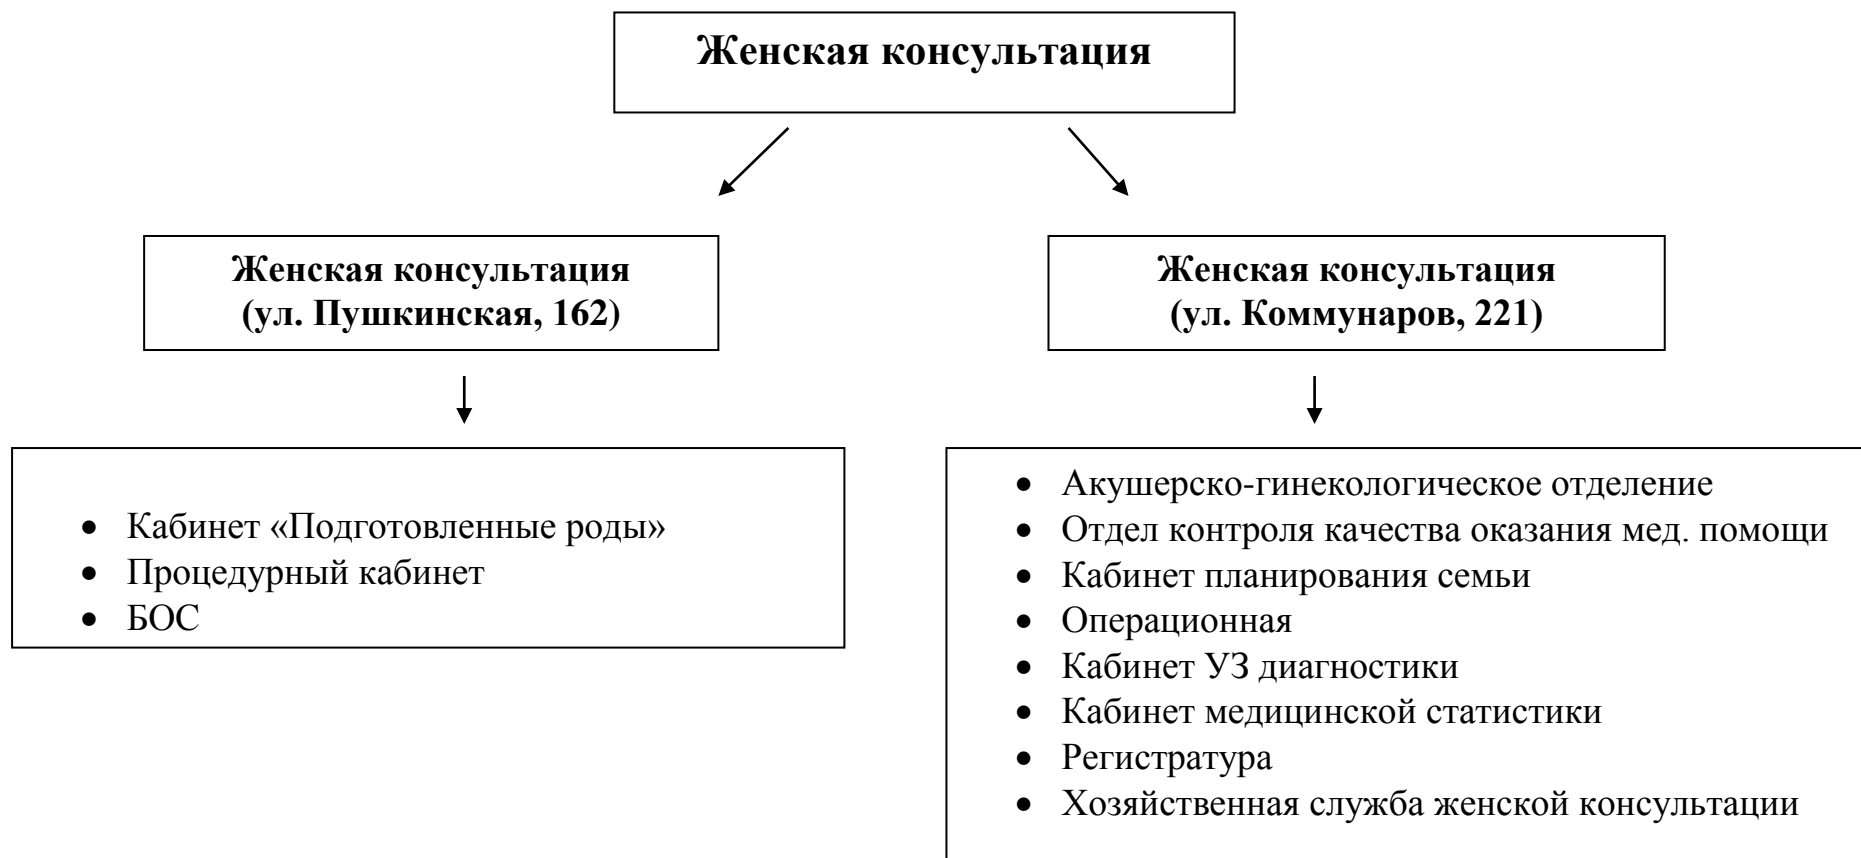 Женская консультация
Женская консультация
(ул. Пушкинская, 162)
Женская консультация
(ул. Коммунаров, 221)
• Кабинет «Подготовленные роды»
• Процедурный кабинет
• БОС
• Акушерско-гинекологическое отделение
• Отдел контроля качества оказания мед. помощи
• Кабинет планирования семьи
• Операционная
• Кабинет УЗ диагностики
• Кабинет медицинской статистики
• Регистратура
• Хозяйственная служба женской консультации